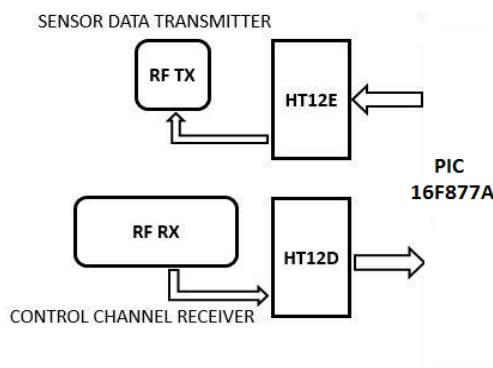 SENSOR DATA TRANSMITTER
RF TX
HT12E
PIC
16F877A
RF RX
HT12D
CONTROL CHANNEL RECEIVER